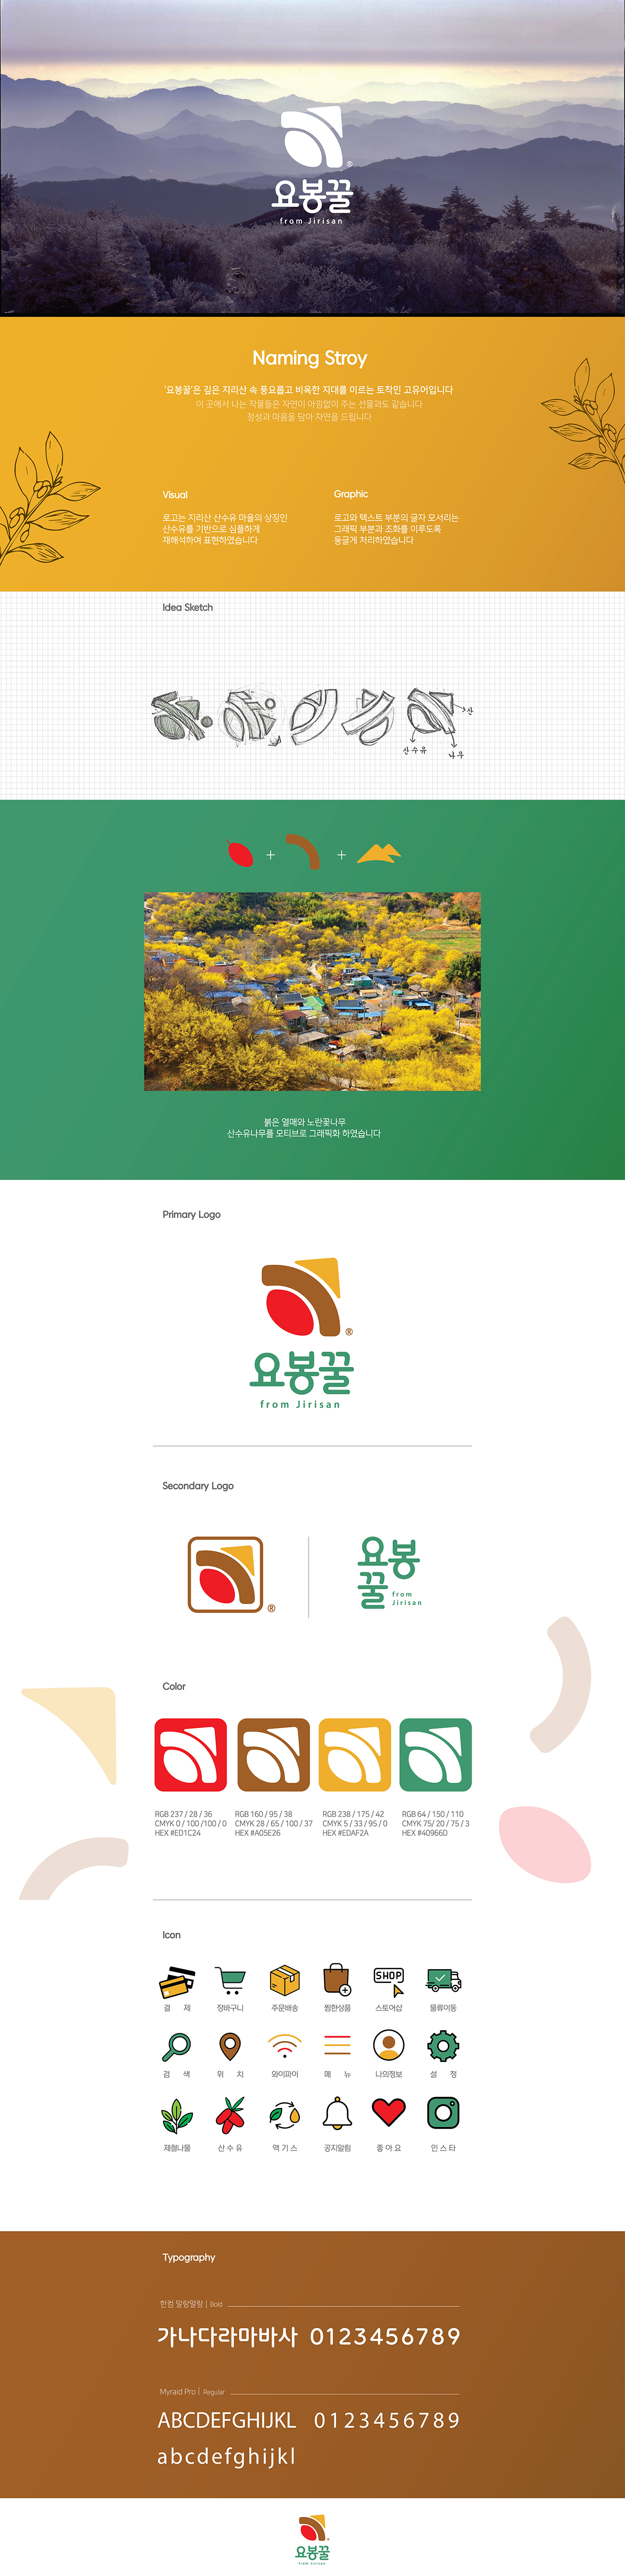 ®
요봉꿀
from Jirisan
Naming Stroy
'요봉꿀'은 깊은 지리산 속 풍요롭고 비옥한 지대를 이르는 토착민 고유어입니다
이 곳에서 나는 작물들은 자연이 아낌없이 주는 선물과도 같습니다
정성과 마음을 담아 자연을 드립니다
Visual
로고는 지리산 산수유 마을의 상징인
산수유를 기반으로 심플하게
재해석하여 표현하였습니다
Graphic
로고와 텍스트 부분의 글자 모서리는
그래픽 부분과 조화를 이루도록
둥글게 처리하였습니다
Idea Sketch
산
산수유
나무
+ +
붉은 열매와 노란꽃나무
산수유나무를 모티브로 그래픽화 하였습니다
Primary Logo
®
요봉꿀
from Jirisan
Secondary Logo
®
요봉
꿀
from
Jirisan
Color
RGB 237 / 28 / 36
CMYK 0 / 100 /100 / 0
HEX #ED1C24
RGB 160 / 95 / 38
CMYK 28 / 65 / 100 / 37
HEX #A05E26
RGB 238 / 175 / 42
CMYK 5 / 33 / 95 / 0
HEX #EDAF2A
RGB 64 / 150 / 110
CMYK 75/ 20 / 75 / 3
HEX #40966D
Icon
SHOP
결 제 장바구니 주문배송 찜한상품 스토어샵 물류이동
검 색 위 치 와이파이 메 뉴 나의정보 설 정
제철나물 산 수 유 액 기 스 공지알림 좋 아 요 인 스 타
Typography
한컴 말랑말랑 | Bold
가나다라마바사 0123456789
Myraid Pro | Regular
ABCDEFGHIJKL 0123456789
abcdefghijkl
요봉꿀
from Jirisan